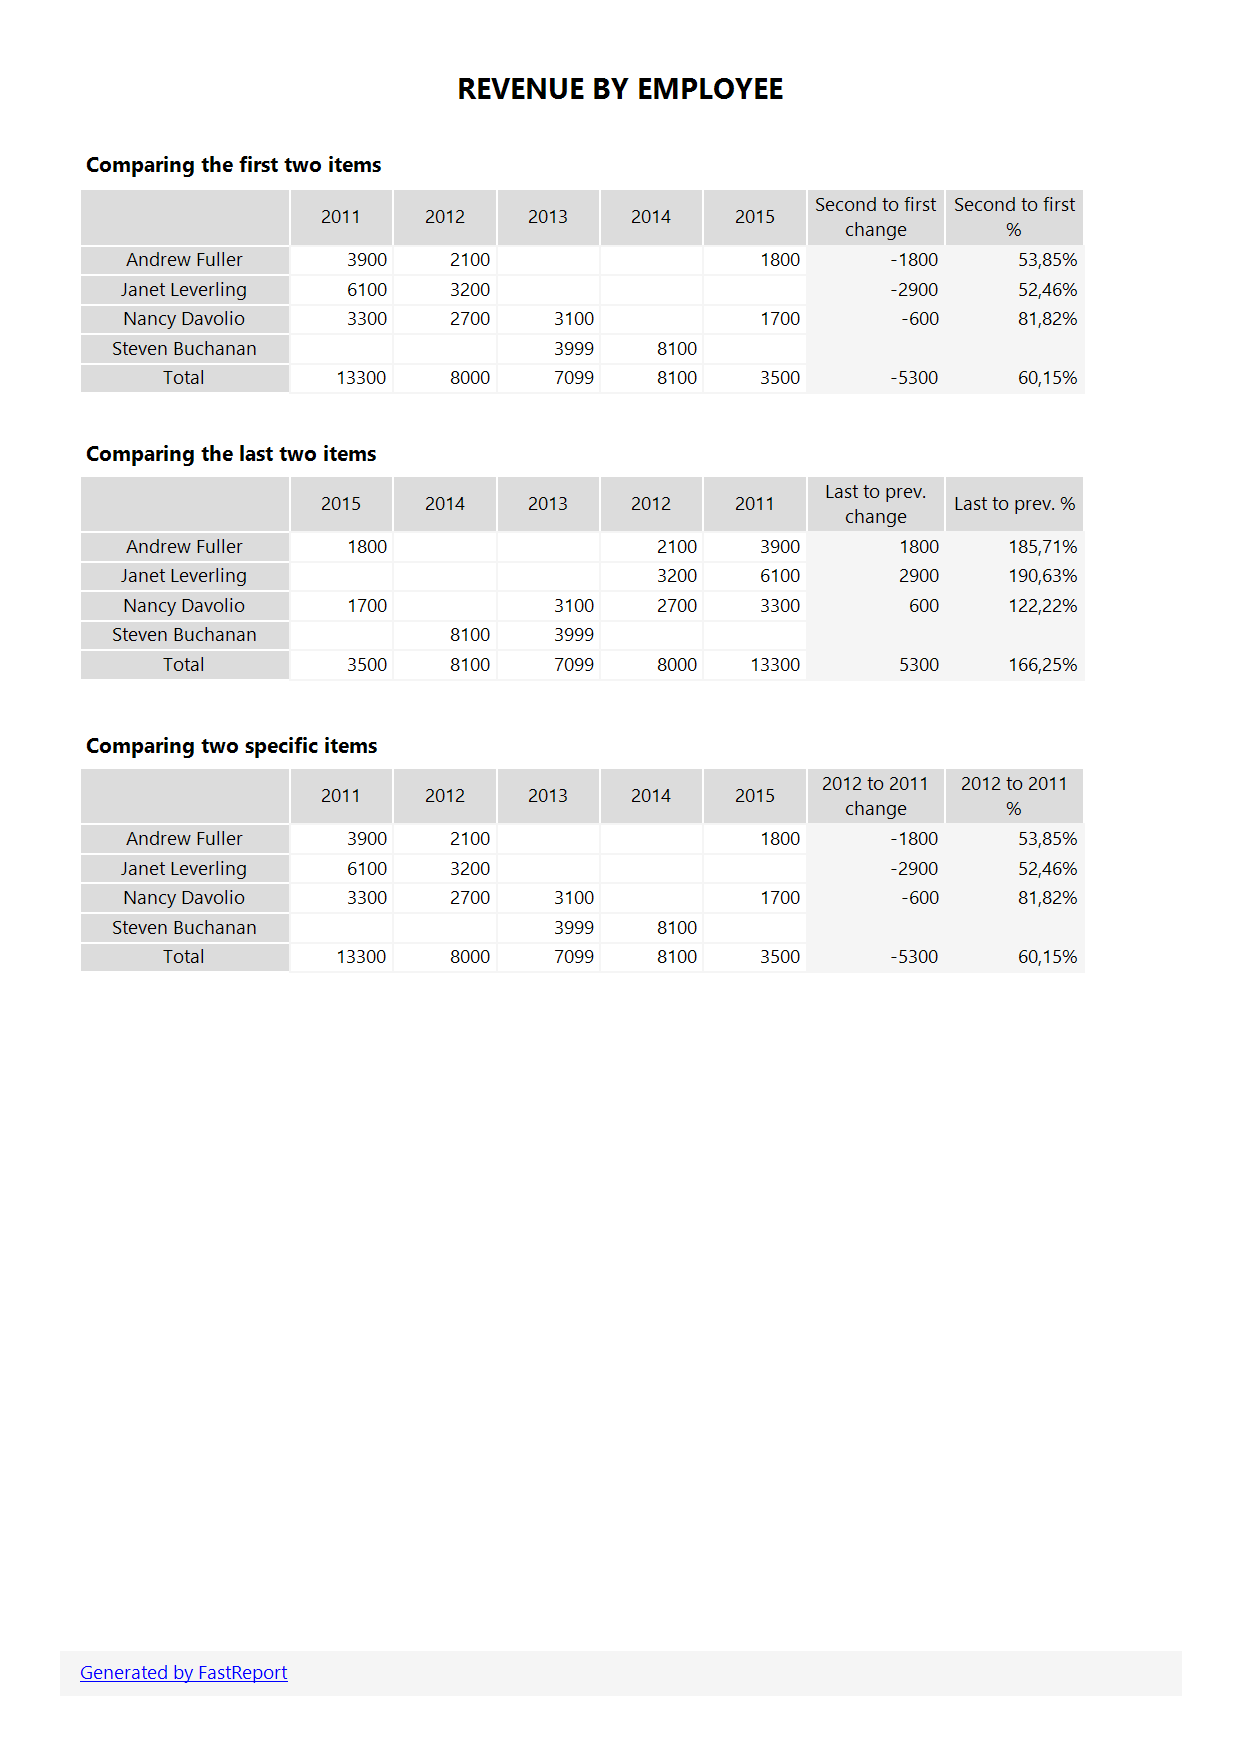 REVENUE BY EMPLOYEE
Comparing the first two items
2011 2012 2013 2014 2015 Second to first change Second to first %
Andrew Fuller 3900 2100 1800 -1800 53,85%
Janet Leverling 6100 3200 -2900 52,46%
Nancy Davolio 3300 2700 3100 1700 -600 81,82%
Steven Buchanan 3999 8100
Total 13300 8000 7099 8100 3500 -5300 60,15%
Comparing the last two items
2015 2014 2013 2012 2011 Last to prev. change Last to prev. %
Andrew Fuller 1800 2100 3900 1800 185,71%
Janet Leverling 3200 6100 2900 190,63%
Nancy Davolio 1700 3100 2700 3300 600 122,22%
Steven Buchanan 8100 3999
Total 3500 8100 7099 8000 13300 5300 166,25%
Comparing two specific items
2011 2012 2013 2014 2015 2012 to 2011 change 2012 to 2011 %
Andrew Fuller 3900 2100 1800 -1800 53,85%
Janet Leverling 6100 3200 -2900 52,46%
Nancy Davolio 3300 2700 3100 1700 -600 81,82%
Steven Buchanan 3999 8100
Total 13300 8000 7099 8100 3500 -5300 60,15%
Generated by FastReport